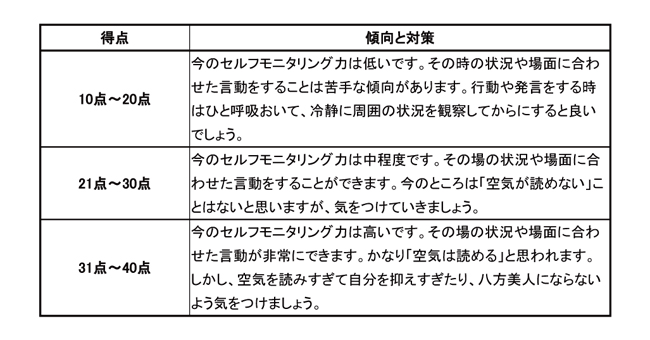 得点 傾向と対策
10点～20点
今のセルフモニタリング力は低いです。その時の状況や場面に合わ
せた言動をすることは苦手な傾向があります。行動や発言をする時
はひと呼吸おいて、冷静に周囲の状況を観察してからにすると良い
でしょう。
21点～30点
今のセルフモニタリング力は中程度です。その場の状況や場面に合
わせた言動をすることができます。今のところは「空気が読めない」こ
とはないと思いますが、気をつけていきましょう。
31点～40点
今のセルフモニタリング力は高いです。その場の状況や場面に合わ
せた言動が非常にできます。かなり「空気は読める」と思われます。
しかし、空気を読みすぎて自分を抑えすぎたり、八方美人にならない
よう気をつけましょう。